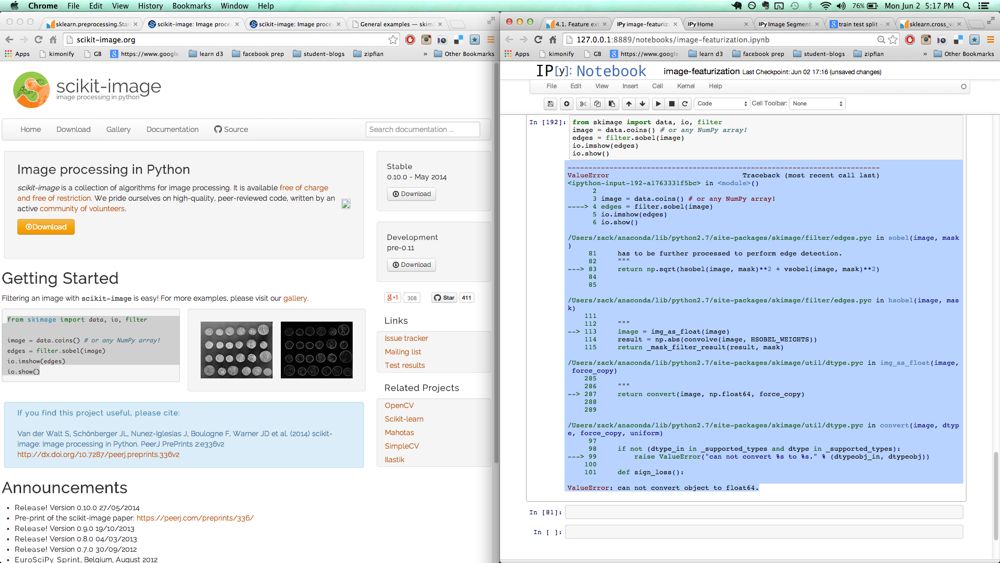 Chrome File Edit View History Bookmarks Window Help
76% Mon Jun 2 5:17 PM
sklearn.preprocessing.Stan
scikit-image: Image proce
scikit-image: Image proc
General examples — skim
scikit-image.org
Apps kimonify G8 https://www.google. learn d3 facebook prep student-blogs zipfian Other Bookmarks
scikit-image
image processing in python
Home Download Gallery Documentation Source
Search documentation ...
Image processing in Python
scikit-image is a collection of algorithms for image processing. It is available free of charge
and free of restriction. We pride ourselves on high-quality, peer-reviewed code, written by an
active community of volunteers.
Download
Stable
0.10.0 - May 2014
Download
Development
pre-0.11
Download
Getting Started
Filtering an image with scikit-image is easy! For more examples, please visit our gallery.
from skimage import data, io, filter
image = data.coins() # or any NumPy array!
edges = filter.sobel(image)
io.imshow(edges)
io.show()
+1 308 Star 411
Links
Issue tracker
Mailing list
Test results
Related Projects
OpenCV
Scikit-learn
Mahotas
SimpleCV
Ilastik
If you find this project useful, please cite:
Van der Walt S, Schönberger JL, Nunez-Iglesias J, Boulogne F, Warner JD et al. (2014) scikit-
image: Image processing in Python. PeerJ PrePrints 2:e336v2
http://dx.doi.org/10.7287/peerj.preprints.336v2
Announcements
Release! Version 0.10.0 27/05/2014
Pre-print of the scikit-image paper: https://peerj.com/preprints/336/
Release! Version 0.9.0 19/10/2013
Release! Version 0.8.0 04/03/2013
Release! Version 0.7.0 30/09/2012
EuroSciPy Sprint, Belgium, August 2012
4.1. Feature ex
IPy image-featuriza
IPy Home
IPy Image Segment
train test split
sklearn.cross_v
127.0.0.1:8889/notebooks/image-featurization.ipynb
Apps kimonify G8 https://www.google. learn d3 facebook prep student-blogs zipfian Other Bookmarks
IP[y]: Notebook image-featurization Last Checkpoint: Jun 02 17:16 (unsaved changes)
File Edit View Insert Cell Kernel Help
Code Cell Toolbar: None
In [192]: from skimage import data, io, filter
image = data.coins() # or any NumPy array!
edges = filter.sobel(image)
io.imshow(edges)
io.show()
---------------------------------------------------------------------------
ValueError Traceback (most recent call last)
<ipython-input-192-a1763331f5bc> in <module>()
2
3 image = data.coins() # or any NumPy array!
----> 4 edges = filter.sobel(image)
5 io.imshow(edges)
6 io.show()
/Users/zack/anaconda/lib/python2.7/site-packages/skimage/filter/edges.pyc in sobel(image, mask
)
81 has to be further processed to perform edge detection.
82 """
---> 83 return np.sqrt(hsobel(image, mask)**2 + vsobel(image, mask)**2)
84
85
/Users/zack/anaconda/lib/python2.7/site-packages/skimage/filter/edges.pyc in hsobel(image, mas
k)
111
112 """
--> 113 image = img_as_float(image)
114 result = np.abs(convolve(image, HSOBEL_WEIGHTS))
115 return _mask_filter_result(result, mask)
/Users/zack/anaconda/lib/python2.7/site-packages/skimage/util/dtype.pyc in img_as_float(image,
force_copy)
285
286 """
--> 287 return convert(image, np.float64, force_copy)
288
289
/Users/zack/anaconda/lib/python2.7/site-packages/skimage/util/dtype.pyc in convert(image, dtyp
e, force_copy, uniform)
97
98 if not (dtype_in in _supported_types and dtype in _supported_types):
---> 99 raise ValueError("can not convert %s to %s." % (dtypeobj_in, dtypeobj))
100
101 def sign_loss():
ValueError: can not convert object to float64.
In [81]:
In [ ]: